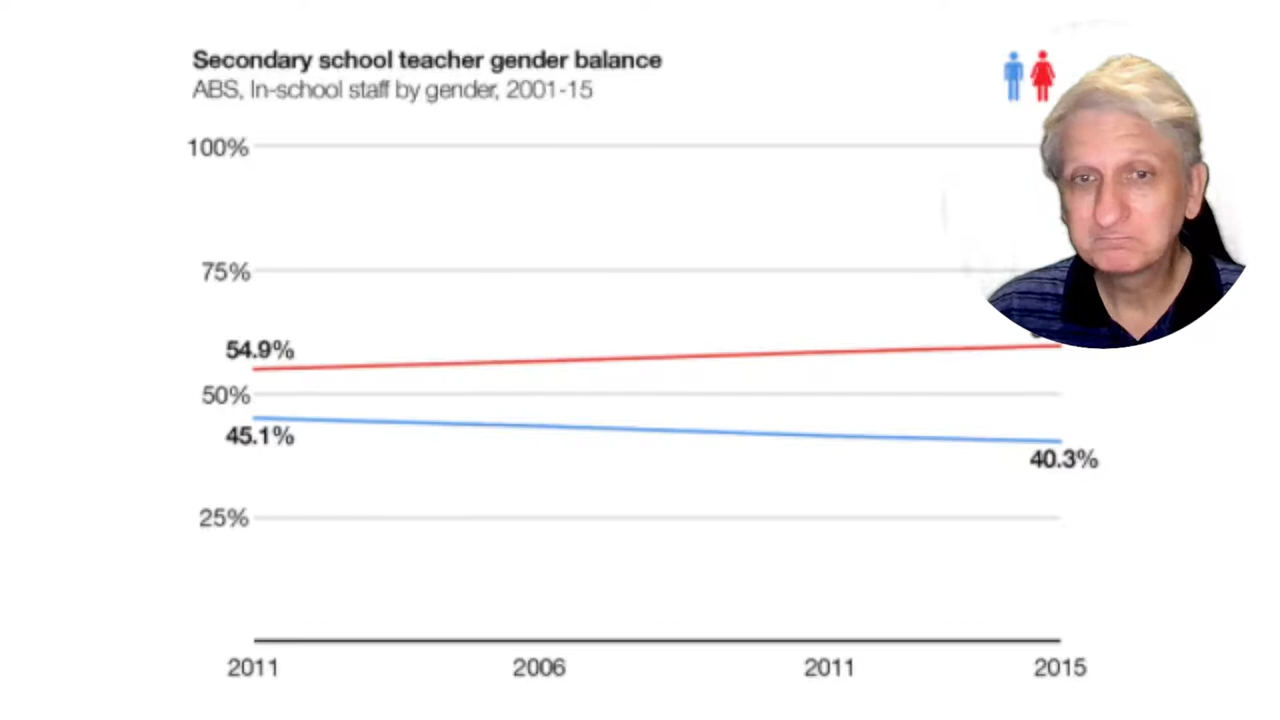 Secondary school teacher gender balance
ABS, In-school staff by gender, 2001-15
100%
75%
54.9%
50%
45.1%
40.3%
25%
2011 2006 2011 2015